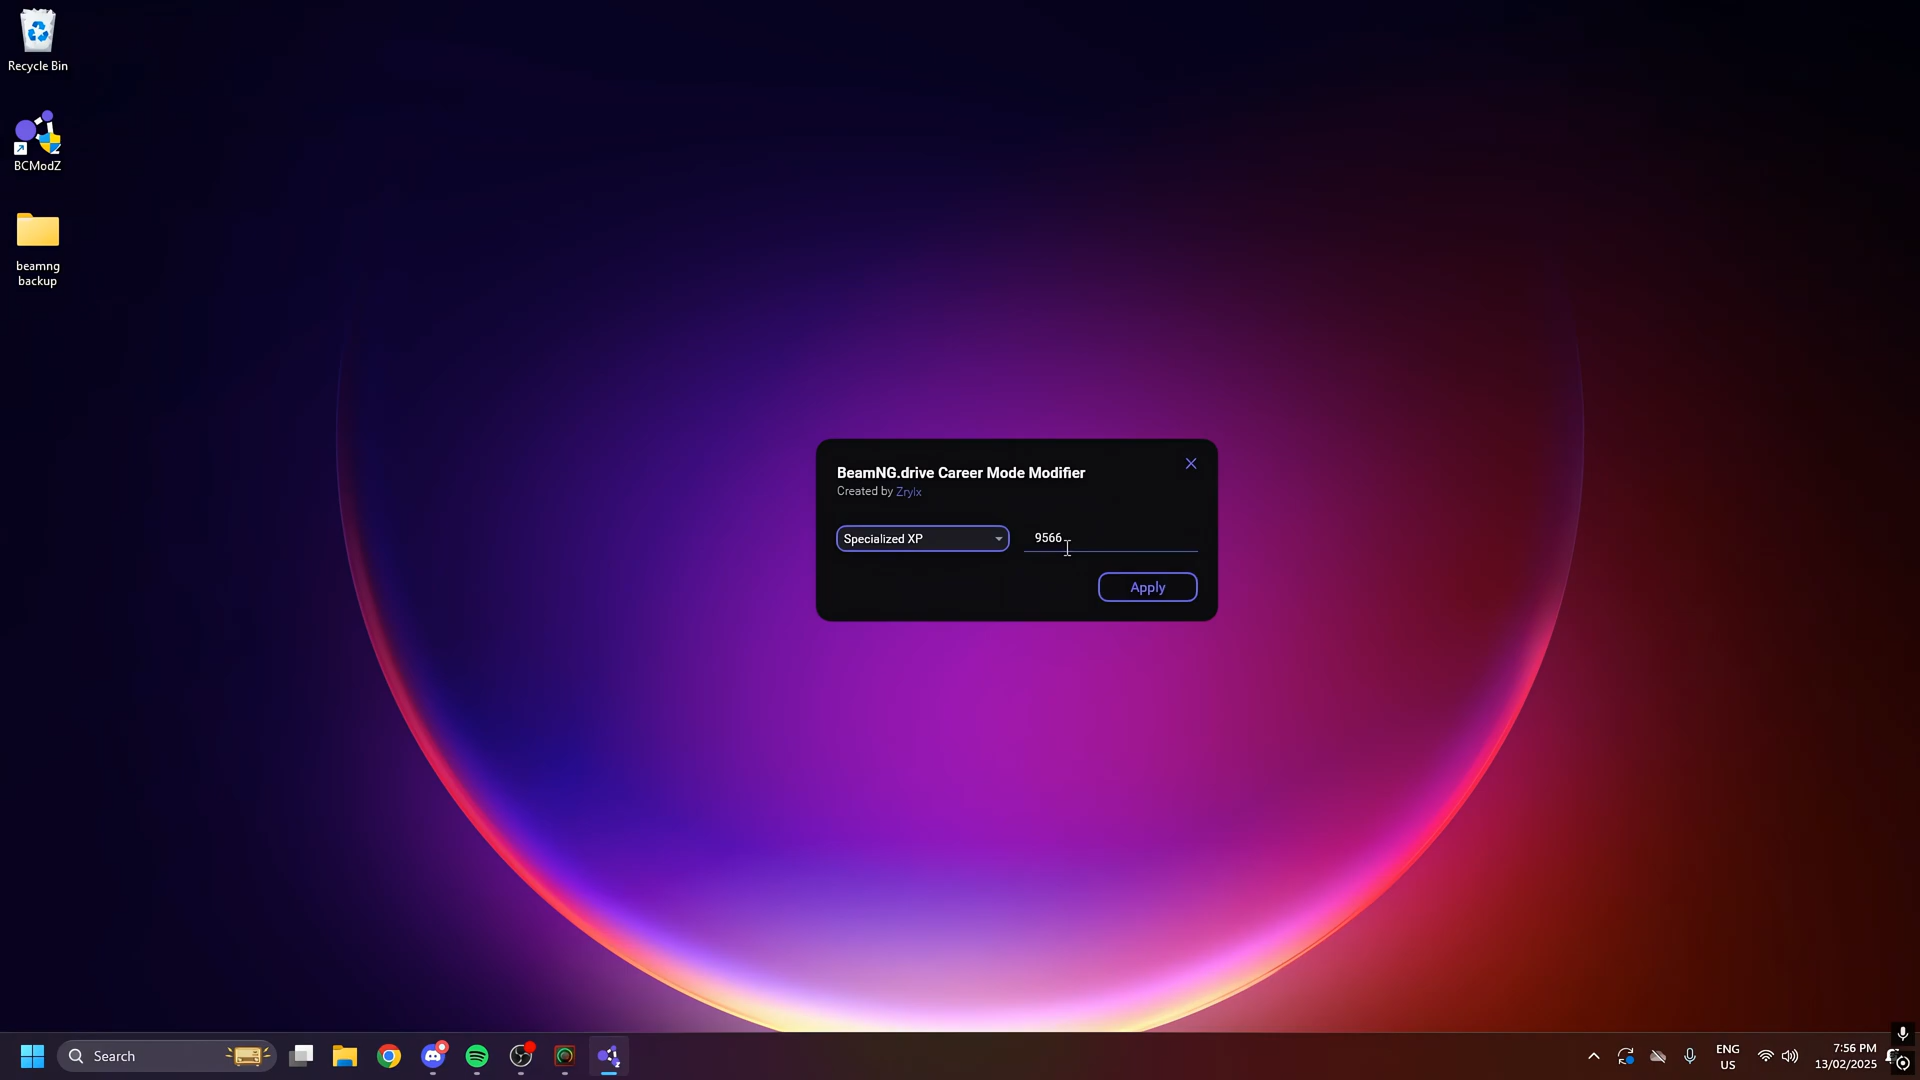 Recycle Bin
BCModZ
beamng
backup
BeamNG.drive Career Mode Modifier
Created by Zrylx
Specialized XP
9566
Apply
Search
ENG
US
7:56 PM
13/02/2025